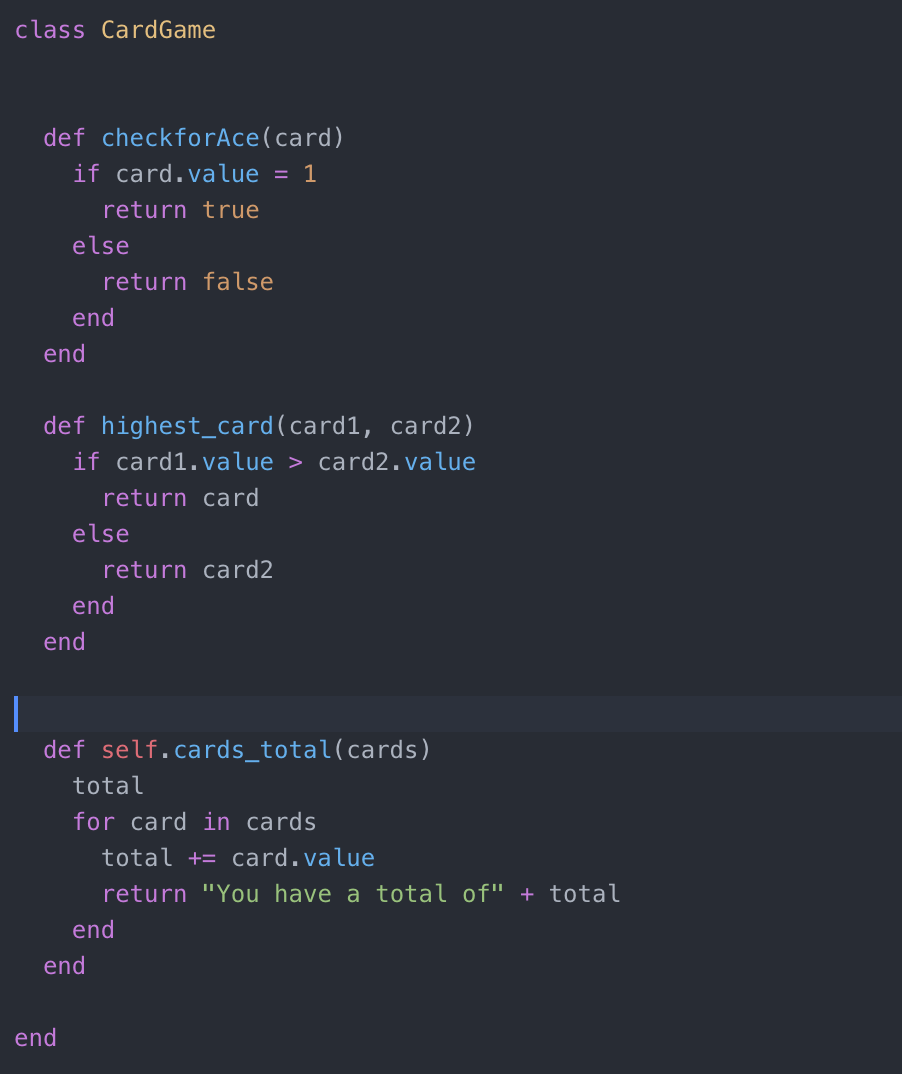 class CardGame
  def checkforAce(card)
    if card.value = 1
      return true
    else
      return false
    end
  end
  def highest_card(card1, card2)
    if card1.value > card2.value
      return card
    else
      return card2
    end
  end
  def self.cards_total(cards)
    total
    for card in cards
      total += card.value
      return "You have a total of" + total
    end
  end
end